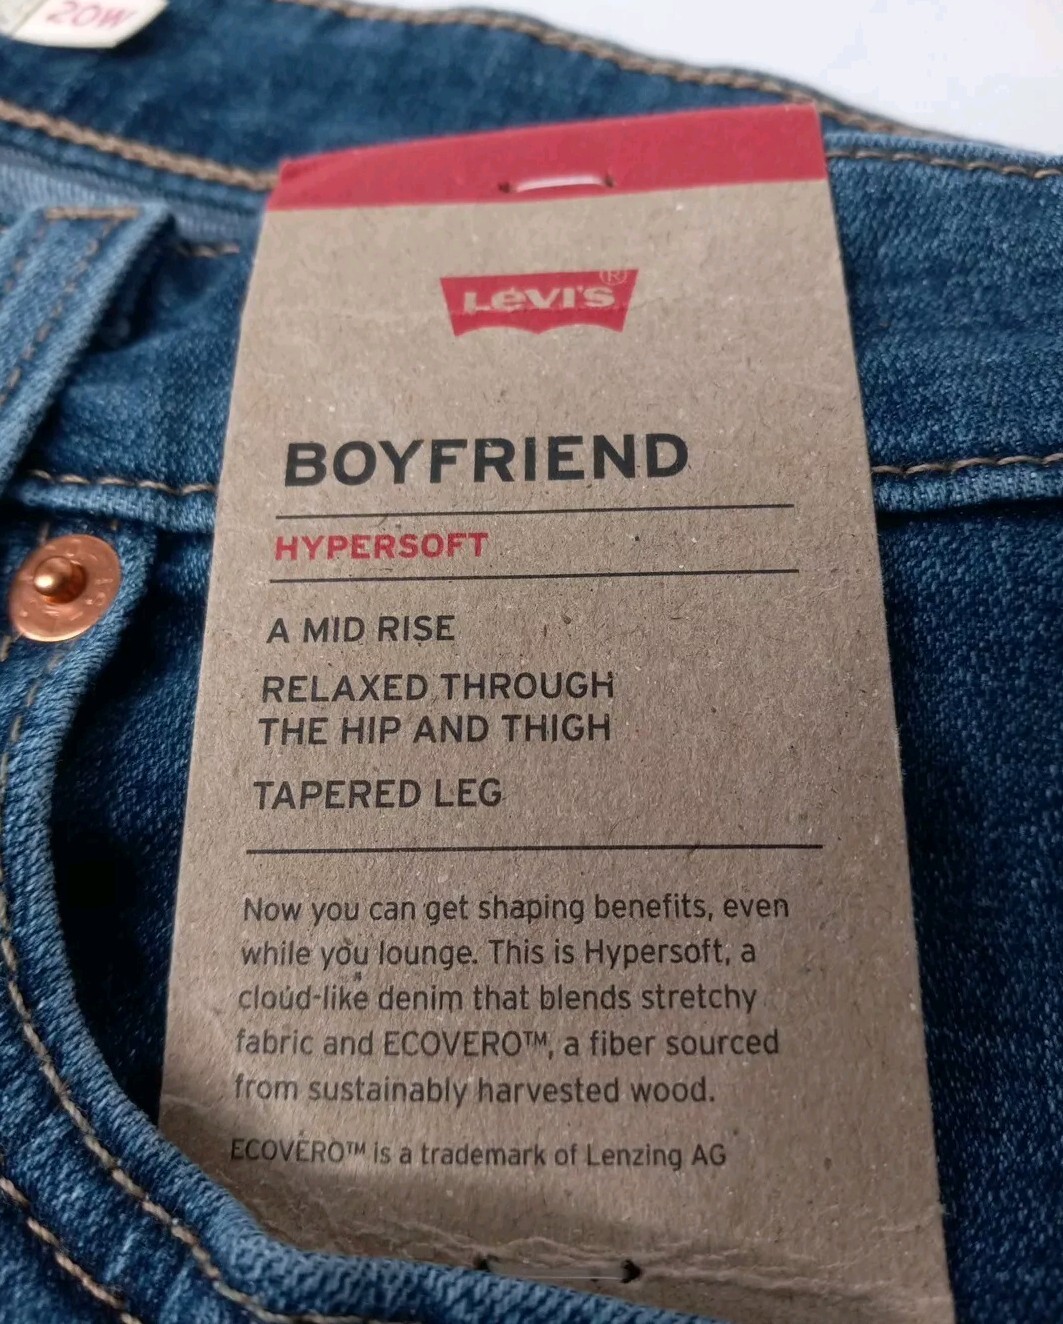 20W
Levi's®
BOYFRIEND
HYPERSOFT
A MID RISE
RELAXED THROUGH
THE HIP AND THIGH
TAPERED LEG
Now you can get shaping benefits, even
while you lounge. This is Hypersoft, a
cloud-like denim that blends stretchy
fabric and ECOVERO™, a fiber sourced
from sustainably harvested wood.
ECOVERO™ is a trademark of Lenzing AG